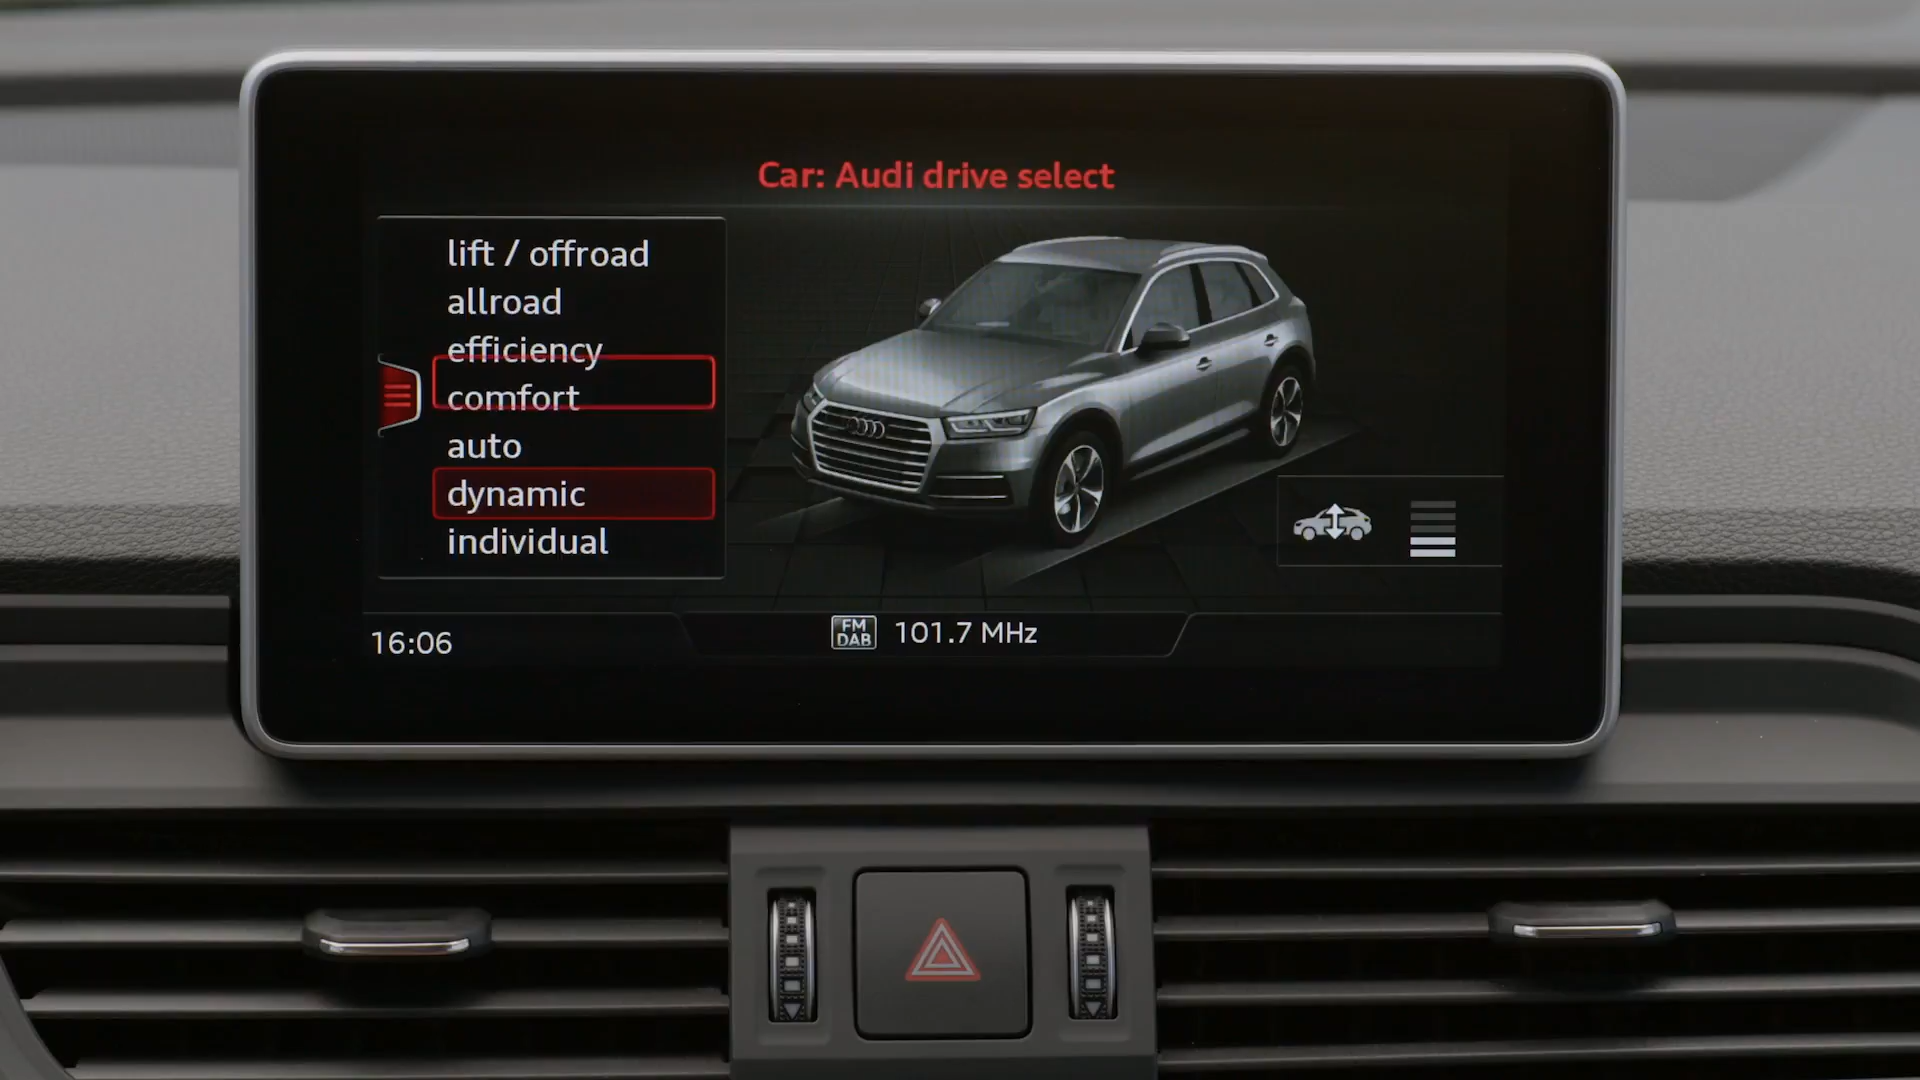 Car: Audi drive select
lift / offroad
allroad
efficiency
comfort
auto
dynamic
individual
16:06
FM
DAB
101.7 MHz